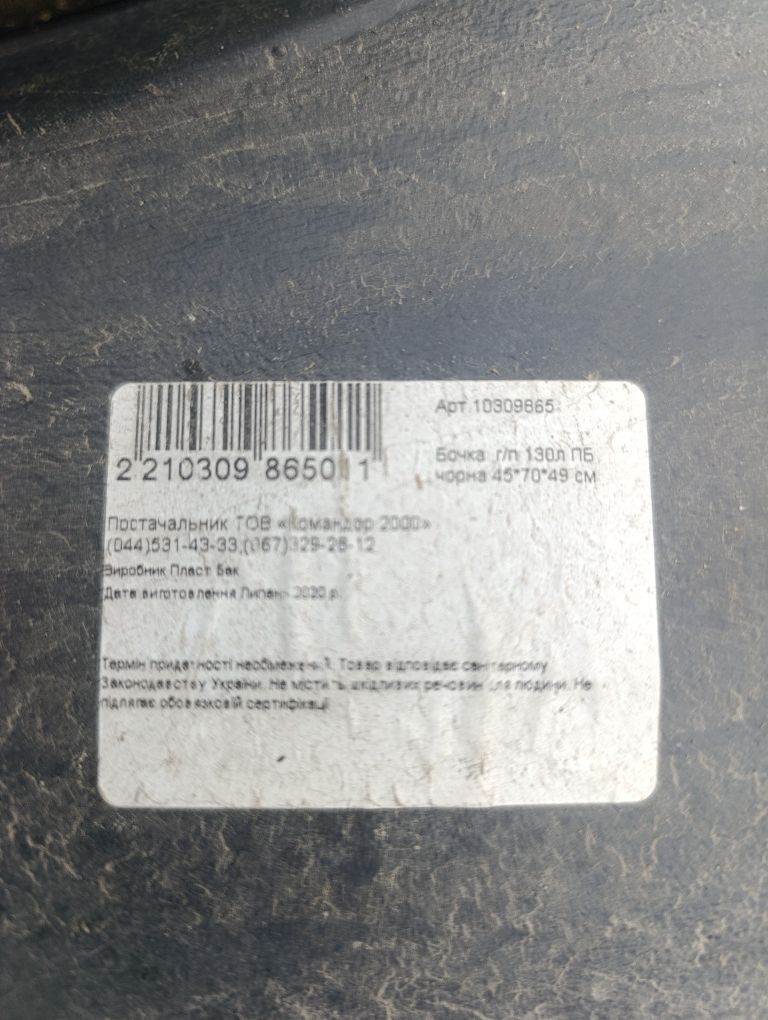 2 210309 865011
Арт.10309865
Бочка г/п 130л ПБ
чорна 45*70*49 см
Постачальник ТОВ «Командор 2000»
(044)531-43-33,(067)329-26-12
Виробник Пласт Бак
Дата виготовлення Липень 2020 р.
Термін придатності необмежений. Товар відповідає санітарному
Законодавству України. Не містить шкідливих речовин для людини. Не
підлягає обов'язковій сертифікації